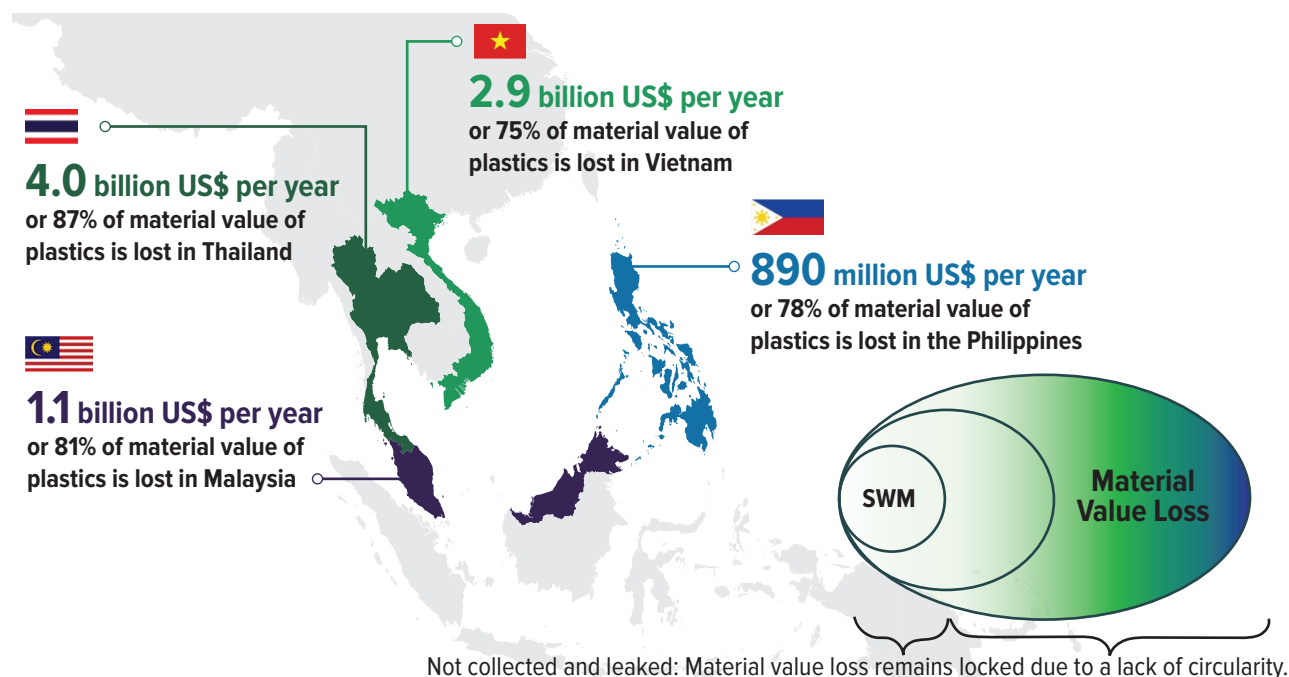 2.9 billion US$ per year
or 75% of material value of
plastics is lost in Vietnam
4.0 billion US$ per year
or 87% of material value of
plastics is lost in Thailand
890 million US$ per year
or 78% of material value of
plastics is lost in the Philippines
1.1 billion US$ per year
or 81% of material value of
plastics is lost in Malaysia
SWM
Material
Value Loss
Not collected and leaked: Material value loss remains locked due to a lack of circularity.